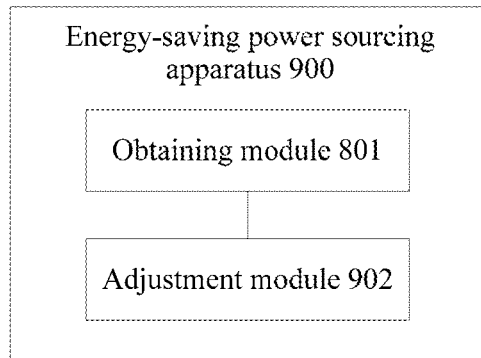 Energy-saving power sourcing
apparatus 900
Obtaining module 801
Adjustment module 902